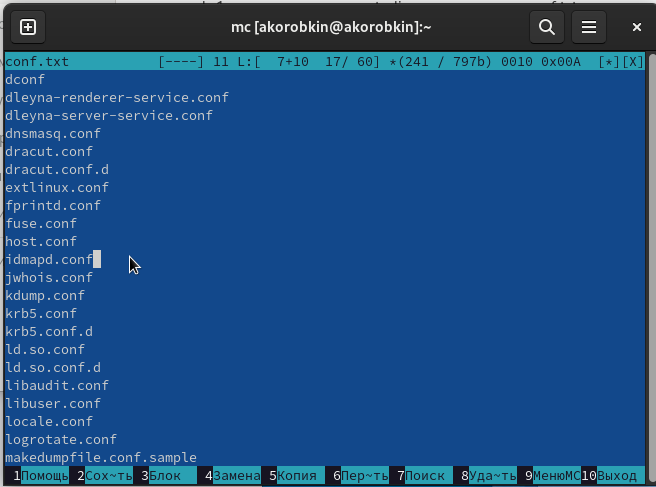 mc [akorobkin@akorobkin]:~
conf.txt [----] 11 L:[ 7+10 17/ 60] *(241 / 797b) 0010 0x00A [*][X]
dconf
dleyna-renderer-service.conf
dleyna-server-service.conf
dnsmasq.conf
dracut.conf
dracut.conf.d
extlinux.conf
fprintd.conf
fuse.conf
host.conf
idmapd.conf
jwhois.conf
kdump.conf
krb5.conf
krb5.conf.d
ld.so.conf
ld.so.conf.d
libaudit.conf
libuser.conf
locale.conf
logrotate.conf
makedumpfile.conf.sample
1Помощь 2Сох~ть 3Блок 4Замена 5Копия 6Пер~ть 7Поиск 8Уда~ть 9МенюMC 10Выход